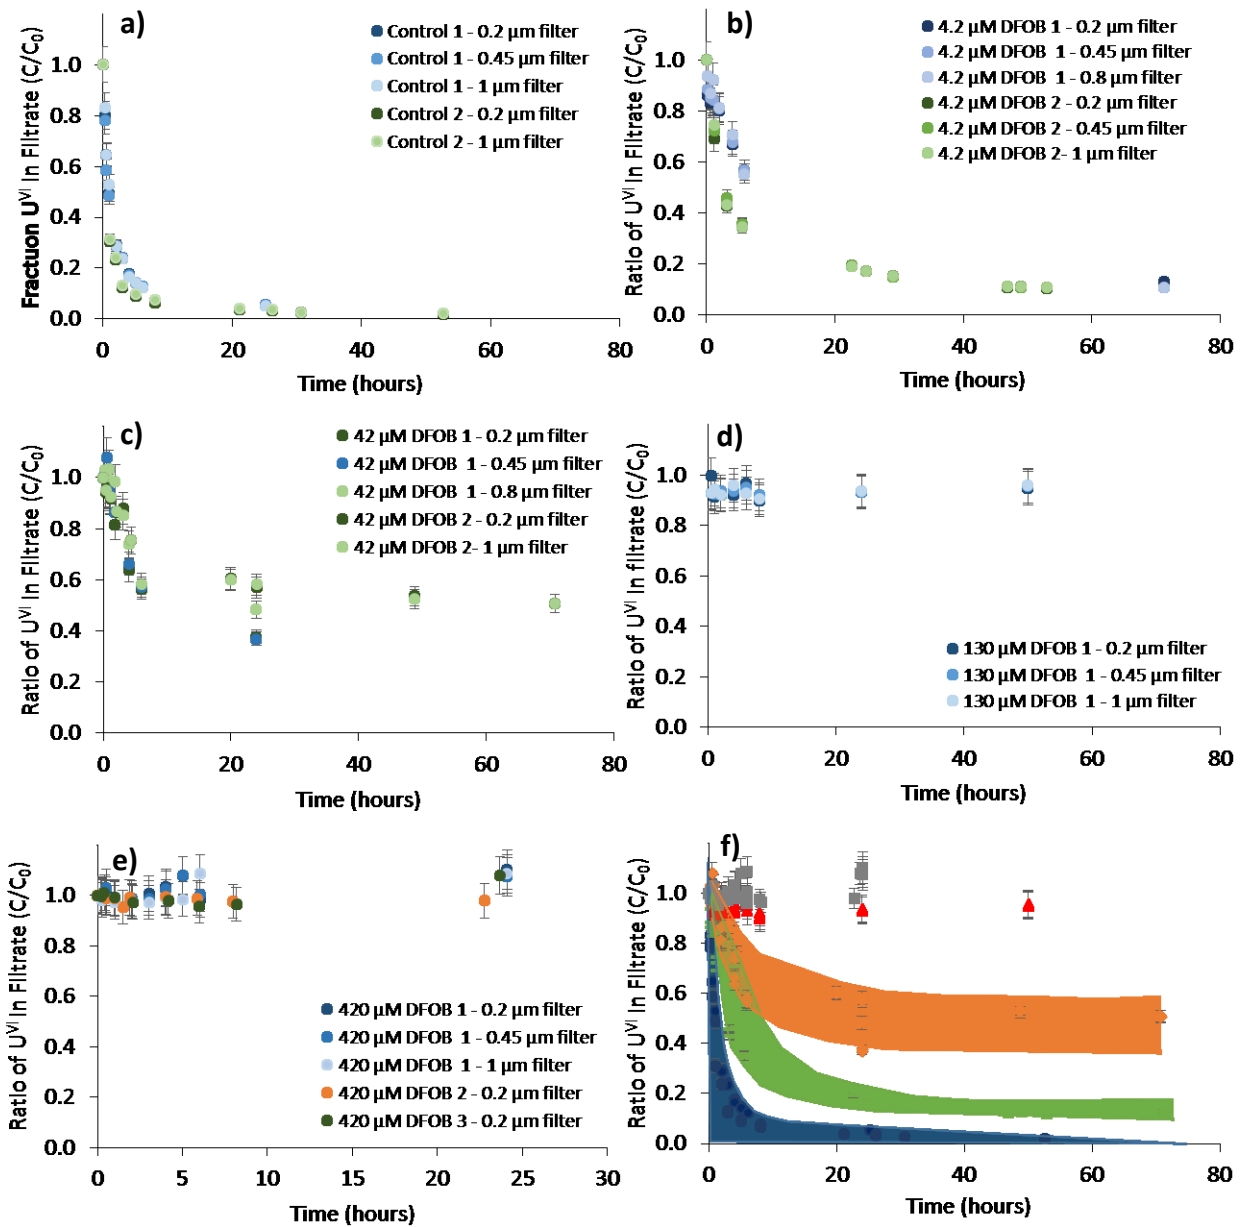 a)
Control 1 - 0.2 µm filter
Control 1 - 0.45 µm filter
Control 1 - 1 µm filter
Control 2 - 0.2 µm filter
Control 2 - 1 µm filter
Fractuon U^VI In Filtrate (C/C₀)
1.0
0.8
0.6
0.4
0.2
0.0
0 20 40 60 80
Time (hours)
b)
4.2 µM DFOB 1 - 0.2 µm filter
4.2 µM DFOB 1 - 0.45 µm filter
4.2 µM DFOB 1 - 0.8 µm filter
4.2 µM DFOB 2 - 0.2 µm filter
4.2 µM DFOB 2 - 0.45 µm filter
4.2 µM DFOB 2- 1 µm filter
Ratio of U^VI In Filtrate (C/C₀)
1.0
0.8
0.6
0.4
0.2
0.0
0 20 40 60 80
Time (hours)
c)
42 µM DFOB 1 - 0.2 µm filter
42 µM DFOB 1 - 0.45 µm filter
42 µM DFOB 1 - 0.8 µm filter
42 µM DFOB 2 - 0.2 µm filter
42 µM DFOB 2- 1 µm filter
Ratio of U^VI In Filtrate (C/C₀)
1.0
0.8
0.6
0.4
0.2
0.0
0 20 40 60 80
Time (hours)
d)
130 µM DFOB 1 - 0.2 µm filter
130 µM DFOB 1 - 0.45 µm filter
130 µM DFOB 1 - 1 µm filter
Ratio of U^VI In filtrate (C/C₀)
1.0
0.8
0.6
0.4
0.2
0.0
0 20 40 60 80
Time (hours)
e)
420 µM DFOB 1 - 0.2 µm filter
420 µM DFOB 1 - 0.45 µm filter
420 µM DFOB 1 - 1 µm filter
420 µM DFOB 2 - 0.2 µm filter
420 µM DFOB 3 - 0.2 µm filter
Ratio of U^VI In Filtrate (C/C₀)
1.0
0.8
0.6
0.4
0.2
0.0
0 5 10 15 20 25 30
Time (hours)
f)
Ratio of U^VI In Filtrate (C/C₀)
1.0
0.8
0.6
0.4
0.2
0.0
0 20 40 60 80
Time (hours)